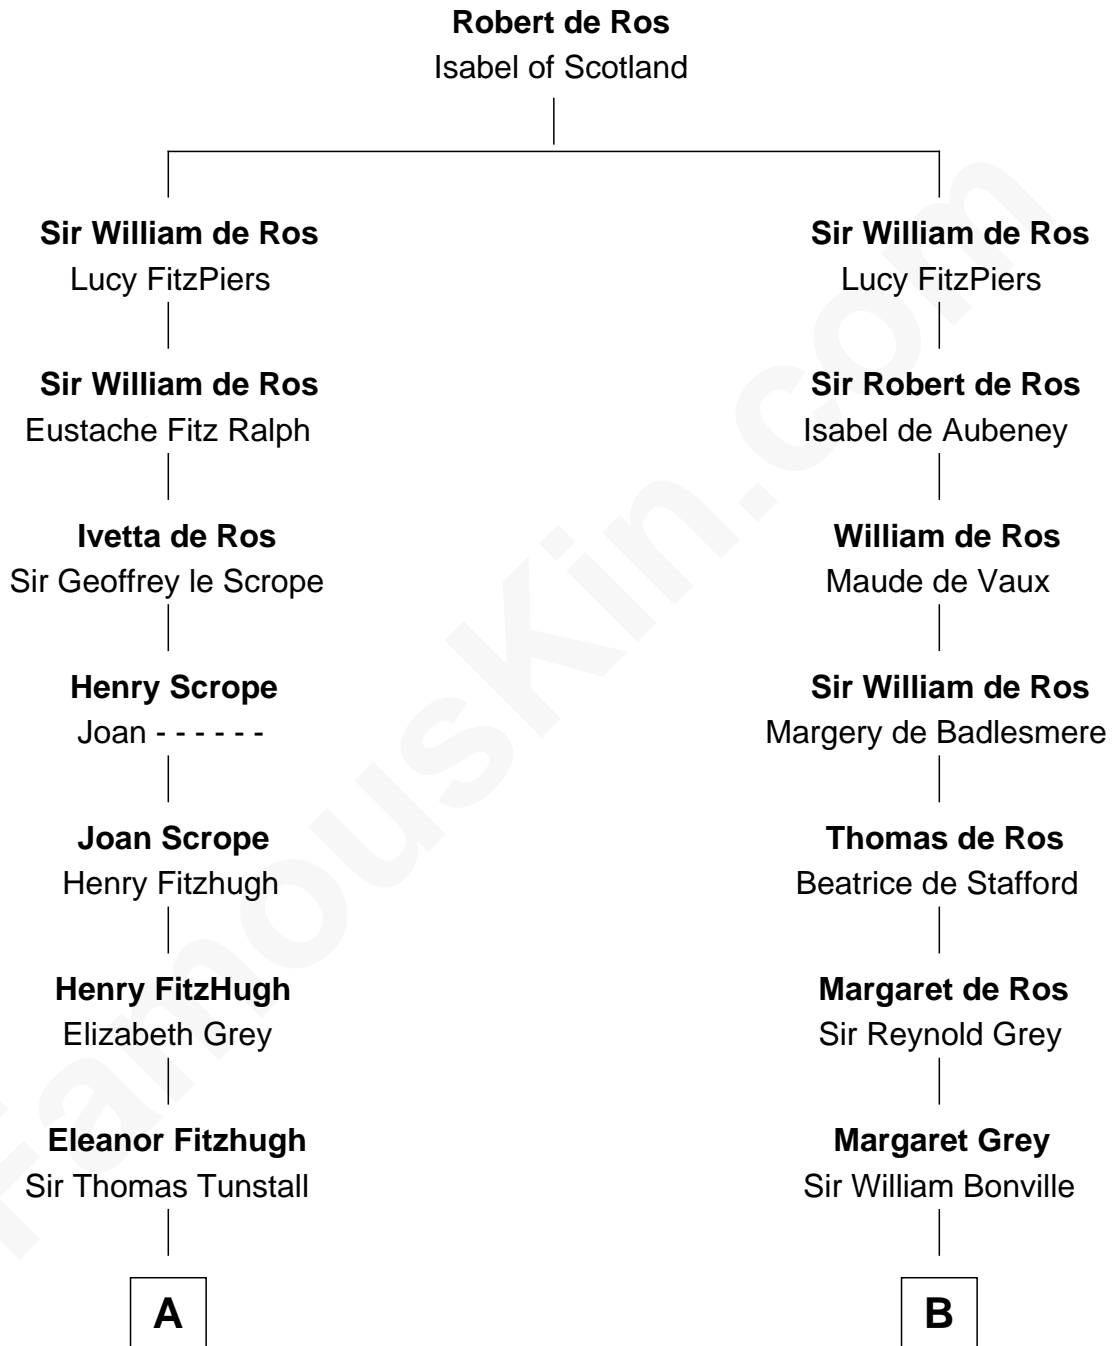 Robert de Ros
Isabel of Scotland
Sir William de Ros
Lucy FitzPiers
Sir William de Ros
Lucy FitzPiers
Sir William de Ros
Eustache Fitz Ralph
Sir Robert de Ros
Isabel de Aubeney
Ivetta de Ros
Sir Geoffrey le Scrope
William de Ros
Maude de Vaux
Henry Scrope
Joan - - - - - -
Sir William de Ros
Margery de Badlesmere
Joan Scrope
Henry Fitzhugh
Thomas de Ros
Beatrice de Stafford
Henry FitzHugh
Elizabeth Grey
Margaret de Ros
Sir Reynold Grey
Eleanor Fitzhugh
Sir Thomas Tunstall
Margaret Grey
Sir William Bonville
A
B
FamousKin.com